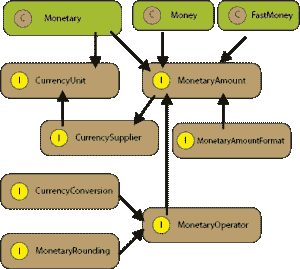 C Monetary
C Money
C FastMoney
I CurrencyUnit
I MonetaryAmount
I CurrencySupplier
I MonetaryAmountFormat
I CurrencyConversion
I MonetaryOperator
I MonetaryRounding